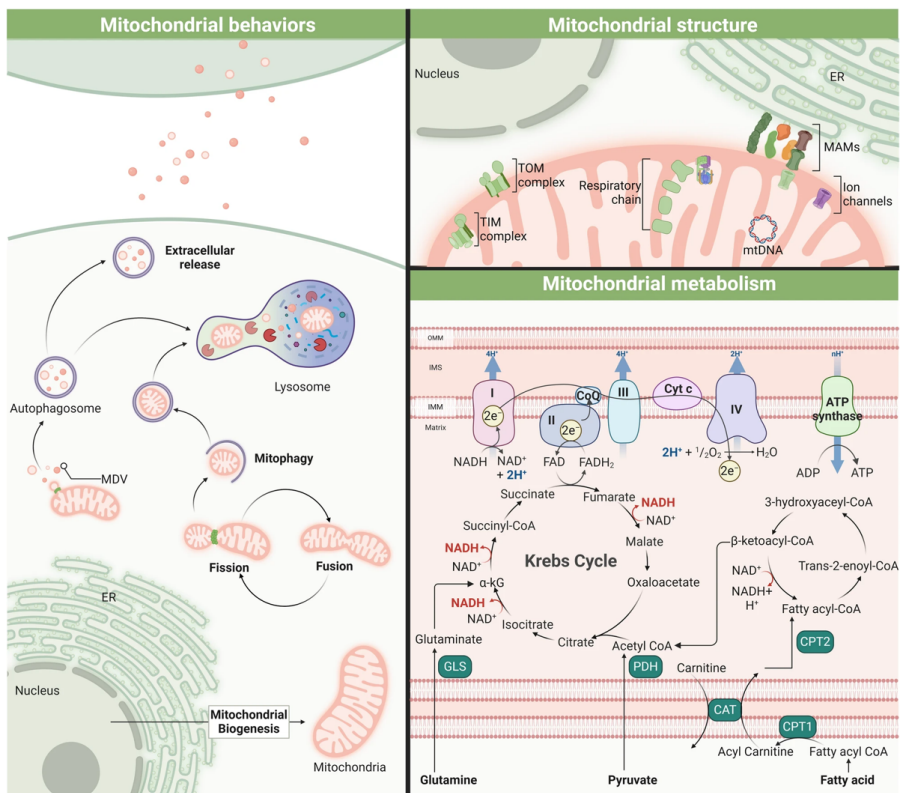 Mitochondrial behaviors
Extracellular
release
Lysosome
Autophagosome
MDV
Mitophagy
Fission
Fusion
ER
Nucleus
Mitochondrial
Biogenesis
Mitochondria
Mitochondrial structure
Nucleus
ER
MAMs
TOM
complex
Respiratory
chain
Ion
channels
TIM
complex
mtDNA
Mitochondrial metabolism
OMM
IMS
IMM
Matrix
4H⁺
4H⁺
2H⁺
nH⁺
I
2e⁻
II
2e⁻
CoQ
III
Cyt c
IV
ATP
synthase
2H⁺ + ¹/₂O₂
H₂O
2e⁻
NADH
NAD⁺
+ 2H⁺
FAD
FADH₂
ADP
ATP
Succinate
Fumarate
NADH
NAD⁺
Malate
Oxaloacetate
Krebs Cycle
Succinyl-CoA
NADH
NAD⁺
α-kG
NADH
NAD⁺
Isocitrate
Citrate
Acetyl CoA
Glutaminate
GLS
PDH
3-hydroxyaceyl-CoA
β-ketoacyl-CoA
Trans-2-enoyl-CoA
NAD⁺
NADH+
H⁺
Fatty acyl-CoA
CPT2
Carnitine
CAT
CPT1
Acyl Carnitine
Fatty acyl CoA
Glutamine
Pyruvate
Fatty acid